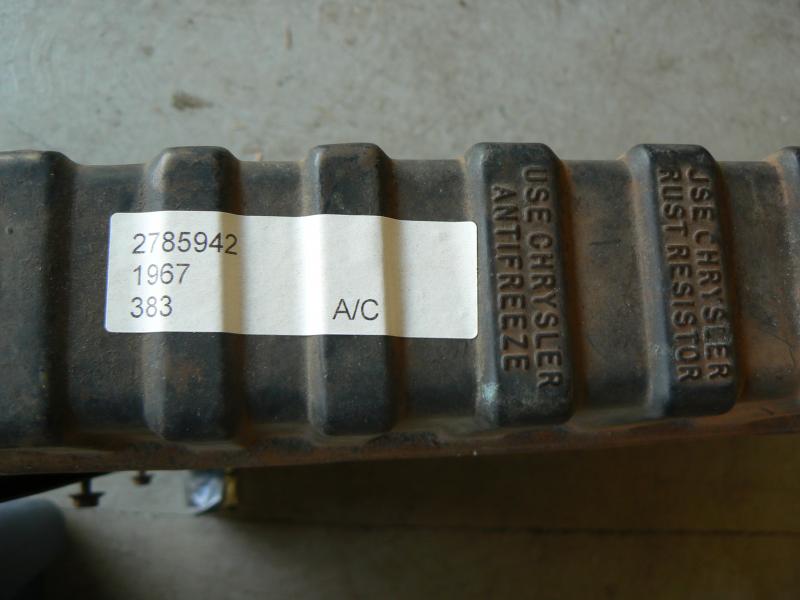 2785942
1967
383 A/C
USE CHRYSLER
ANTIFREEZE
USE CHRYSLER
RUST RESISTOR